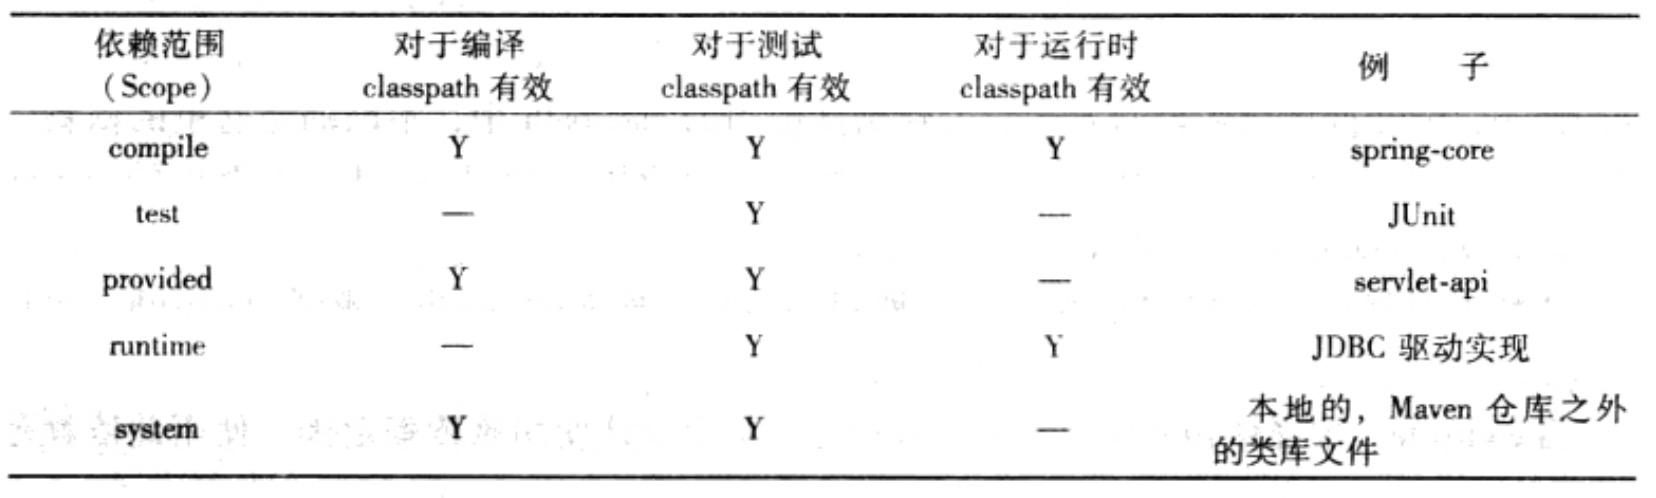 依赖范围 对于编译 对于测试 对于运行时 例 子
(Scope) classpath 有效 classpath 有效 classpath 有效
compile Y Y Y spring-core
test — Y — JUnit
provided Y Y — servlet-api
runtime — Y Y JDBC 驱动实现
system Y Y — 本地的，Maven 仓库之外
的类库文件